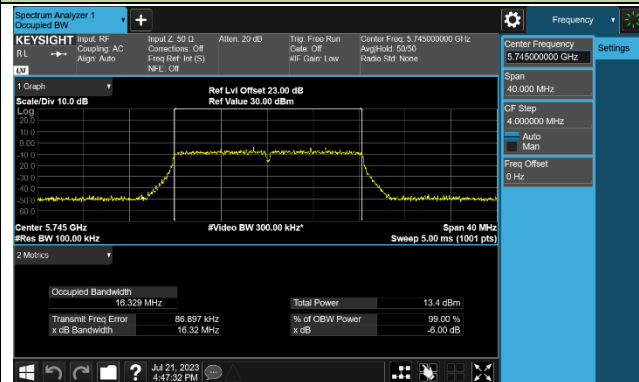 Spectrum Analyzer 1
Occupied BW
Frequency
KEYSIGHT
Input: RF
Input Z: 50 Ω
Atten: 20 dB
Trig: Free Run
Center Freq: 5.745000000 GHz
RL
Coupling: AC
Corrections: Off
Gate: Off
Avg|Hold: 50/50
Align: Auto
Freq Ref: Int (S)
#IF Gain: Low
Radio Std: None
NFE: Off
LXI
Center Frequency
5.745000000 GHz
Settings
Span
40.000 MHz
CF Step
4.000000 MHz
Auto
Man
Freq Offset
0 Hz
1 Graph
Ref Lvl Offset 23.00 dB
Scale/Div 10.0 dB
Ref Value 30.00 dBm
Log
20.0
10.0
0.00
-10.0
-20.0
-30.0
-40.0
-50.0
-60.0
Center 5.745 GHz
#Video BW 300.00 kHz*
Span 40 MHz
#Res BW 100.00 kHz
Sweep 5.00 ms (1001 pts)
2 Metrics
Occupied Bandwidth
16.329 MHz
Total Power
13.4 dBm
Transmit Freq Error
86.897 kHz
% of OBW Power
99.00 %
x dB Bandwidth
16.32 MHz
x dB
-6.00 dB
Jul 21, 2023
4:47:32 PM